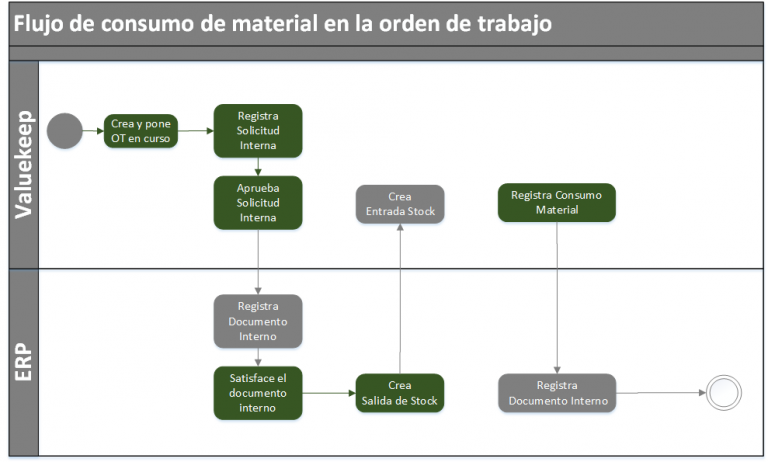 Flujo de consumo de material en la orden de trabajo
Valuekeep
Crea y pone
OT en curso
Registra
Solicitud
Interna
Aprueba
Solicitud
Interna
Crea
Entrada Stock
Registra Consumo
Material
ERP
Registra
Documento
Interno
Satisface el
documento
interno
Crea
Salida de Stock
Registra
Documento Interno